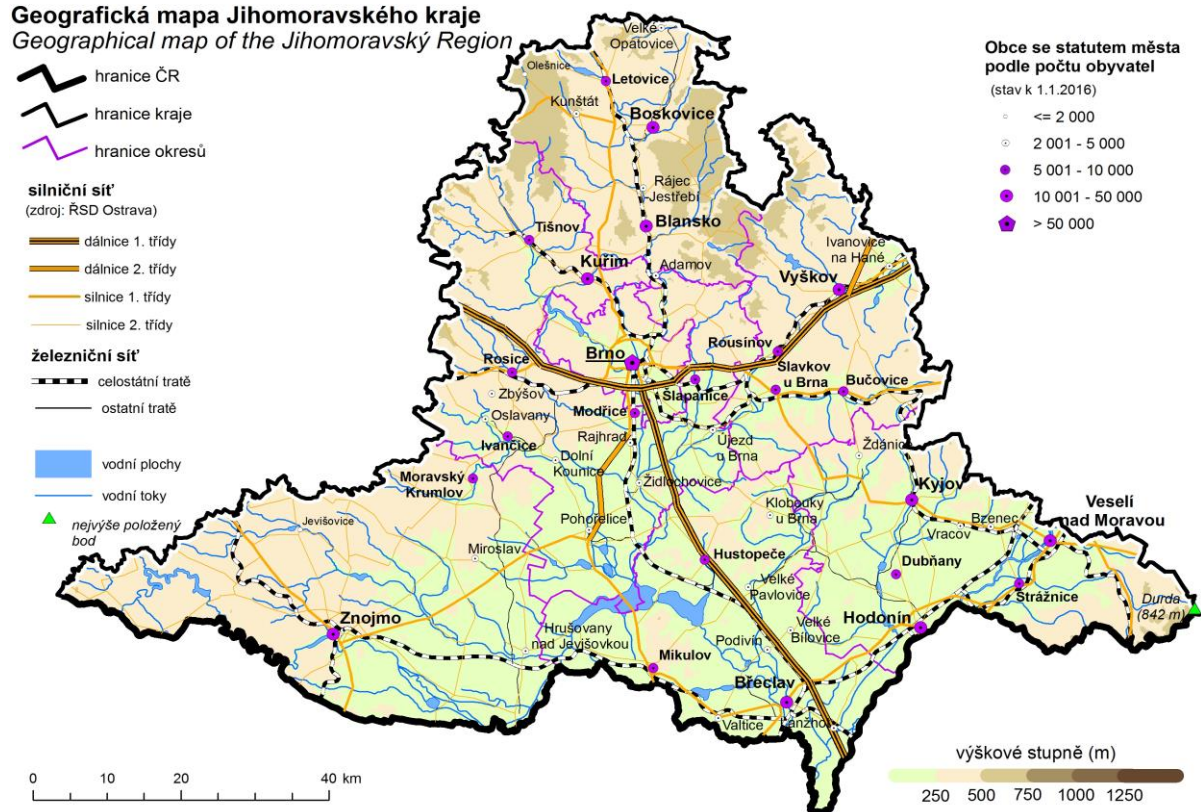 Geografická mapa Jihomoravského kraje
Geographical map of the Jihomoravský Region
hranice ČR
hranice kraje
hranice okresů
silniční síť
(zdroj: ŘSD Ostrava)
dálnice 1. třídy
dálnice 2. třídy
silnice 1. třídy
silnice 2. třídy
železniční síť
celostátní tratě
ostatní tratě
vodní plochy
vodní toky
nejvýše položený
bod
Obce se statutem města
podle počtu obyvatel
(stav k 1.1.2016)
<= 2 000
2 001 - 5 000
5 001 - 10 000
10 001 - 50 000
> 50 000
Velké
Opatovice
Olešnice
Letovice
Kunštát
Boskovice
Rájec
Jestřebí
Blansko
Tišnov
Ivanovice
na Hané
Kuřim
Adamov
Vyškov
Rousínov
Brno
Rosice
Slavkov
u Brna
Bučovice
Šlapanice
Zbýšov
Modřice
Oslavany
Ivančice
Rajhrad
Újezd
u Brna
Ždánice
Dolní
Kounice
Moravský
Krumlov
Židlochovice
Kyjov
Klobouky
u Brna
Veselí
nad Moravou
Bzenec
Vracov
Jevišovice
Pohořelice
Miroslav
Hustopeče
Dubňany
Velké
Pavlovice
Strážnice
Durda
(842 m)
Znojmo
Hrušovany
nad Jevišovkou
Velké
Bílovice
Hodonín
Podivín
Mikulov
Břeclav
Valtice
Lanžhot
0 10 20 40 km
výškové stupně (m)
250 500 750 1000 1250